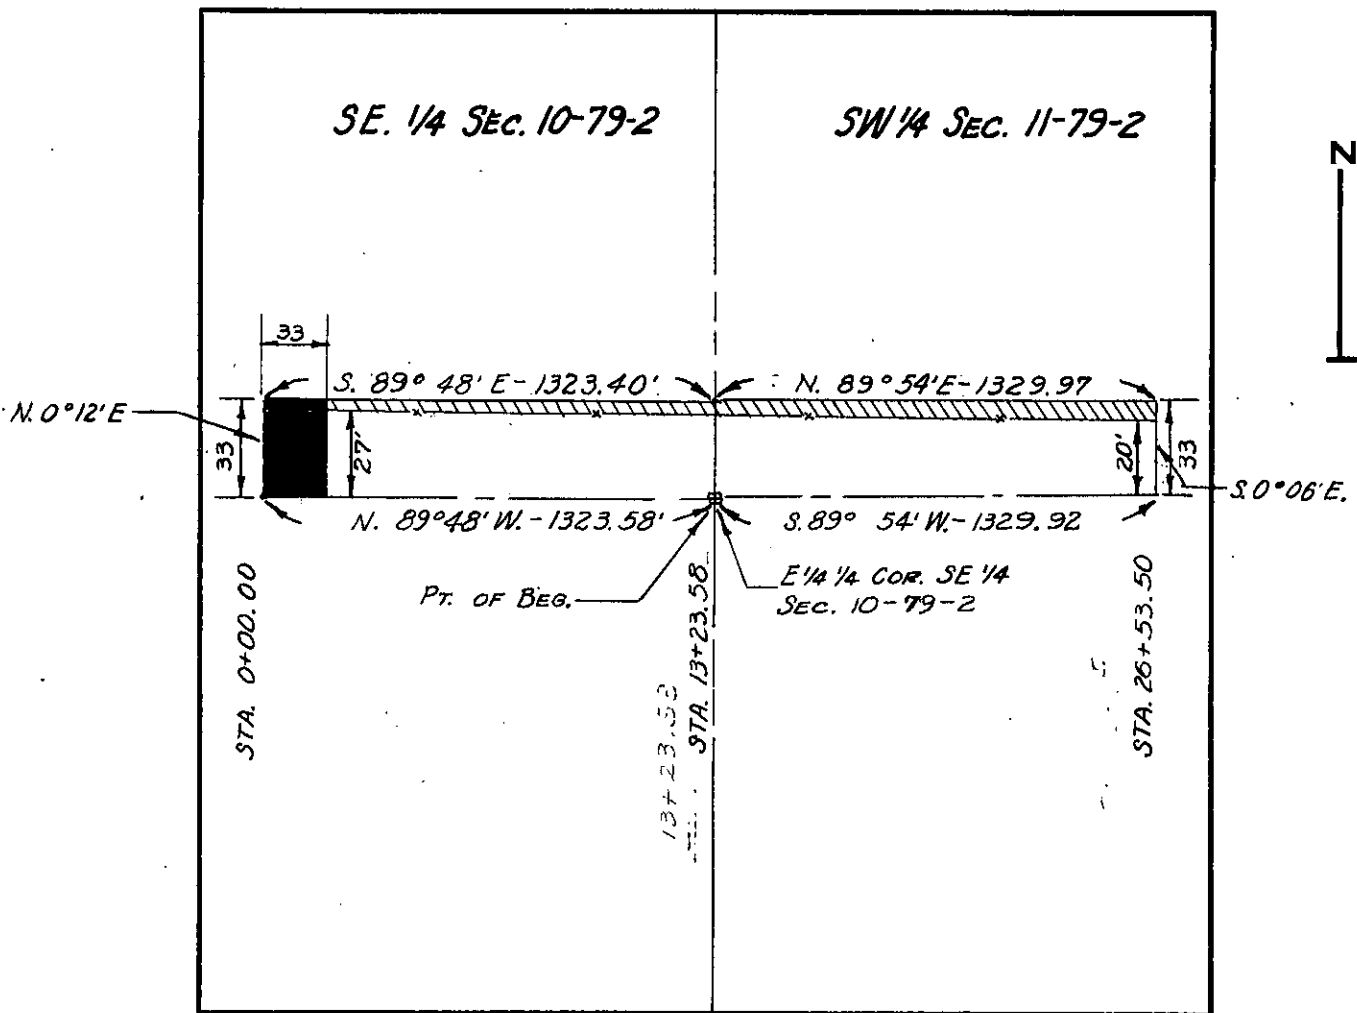 SE. 1/4 SEC. 10-79-2
SW 1/4 SEC. 11-79-2
N
33
S. 89° 48' E - 1323.40'
N. 89° 54' E - 1329.97
N. 0° 12' E
33
27'
20'
33
S. 0° 06' E.
N. 89° 48' W. - 1323.58'
S. 89° 54' W. - 1329.92
PT. OF BEG.
E 1/4 1/4 COR. SE 1/4
SEC. 10-79-2
STA. 0+00.00
STA. 13+23.58
STA. 26+53.50